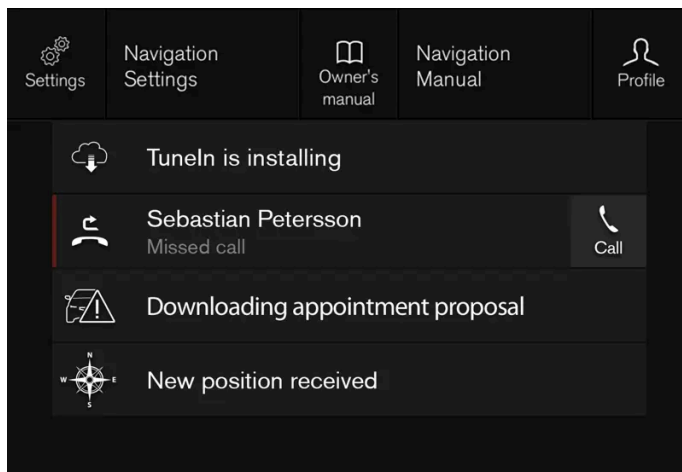 Settings
Navigation
Settings
Owner's
manual
Navigation
Manual
Profile
TuneIn is installing
Sebastian Petersson
Missed call
Call
Downloading appointment proposal
N
W E
S
New position received